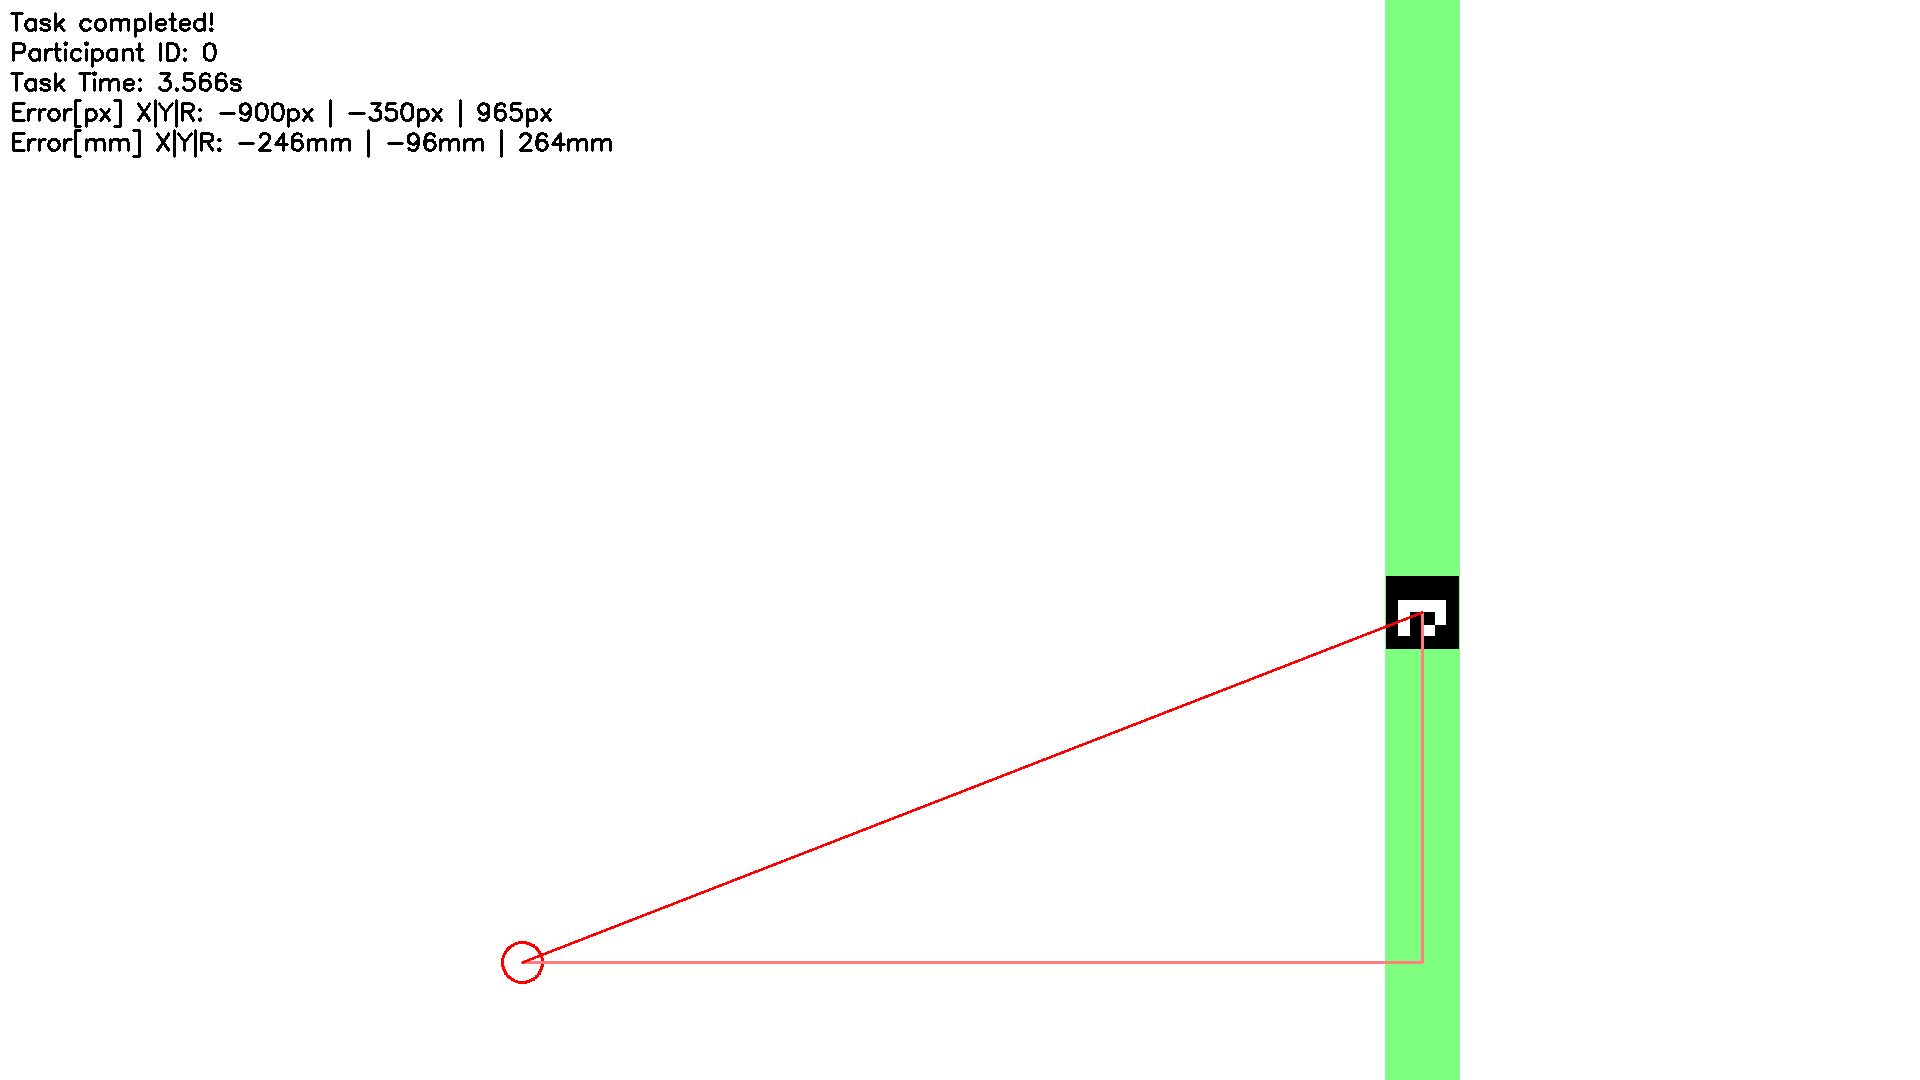 Task completed!
Participant ID: 0
Task Time: 3.566s
Error[px] X|Y|R: -900px | -350px | 965px
Error[mm] X|Y|R: -246mm | -96mm | 264mm